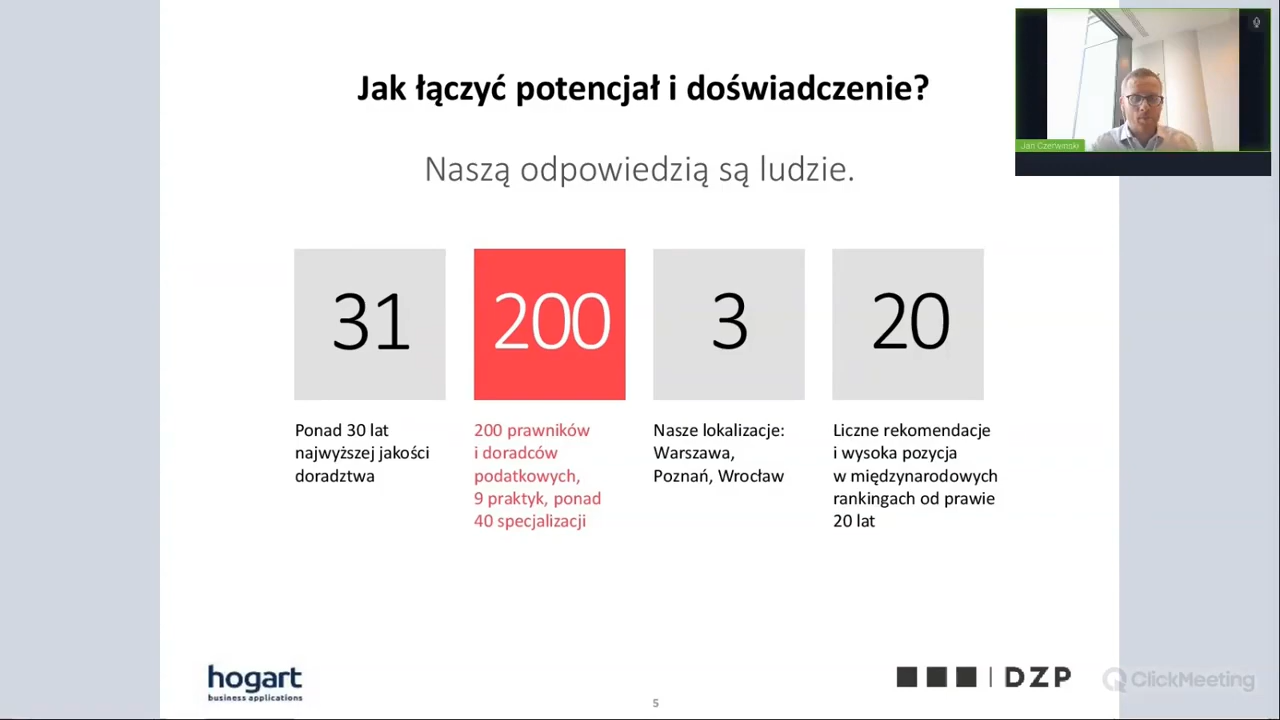 Jak łączyć potencjał i doświadczenie?
Naszą odpowiedzią są ludzie.
Jan Czerwinski
31
200
3
20
Ponad 30 lat
najwyższej jakości
doradztwa
200 prawników
i doradców
podatkowych,
9 praktyk, ponad
40 specjalizacji
Nasze lokalizacje:
Warszawa,
Poznań, Wrocław
Liczne rekomendacje
i wysoka pozycja
w międzynarodowych
rankingach od prawie
20 lat
hogart
business applications
5
DZP
ClickMeeting